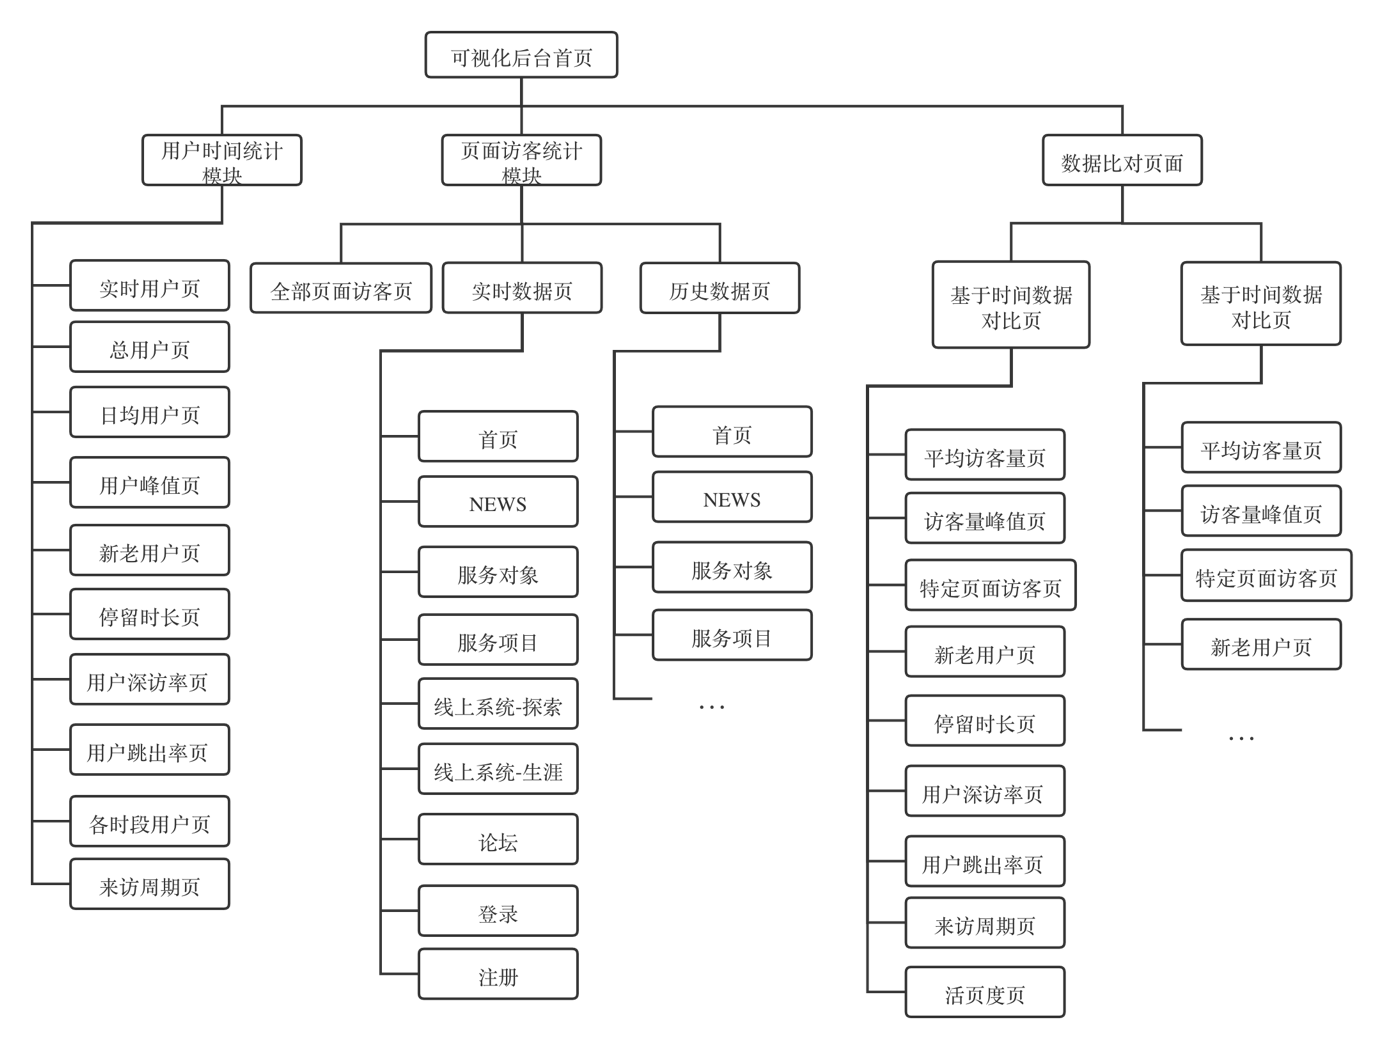 可视化后台首页
用户时间统计
模块
页面访客统计
模块
数据比对页面
实时用户页
总用户页
日均用户页
用户峰值页
新老用户页
停留时长页
用户深访率页
用户跳出率页
各时段用户页
来访周期页
全部页面访客页
实时数据页
历史数据页
首页
NEWS
服务对象
服务项目
线上系统-探索
线上系统-生涯
论坛
登录
注册
首页
NEWS
服务对象
服务项目
...
基于时间数据
对比页
基于时间数据
对比页
平均访客量页
访客量峰值页
特定页面访客页
新老用户页
停留时长页
用户深访率页
用户跳出率页
来访周期页
活页度页
平均访客量页
访客量峰值页
特定页面访客页
新老用户页
...